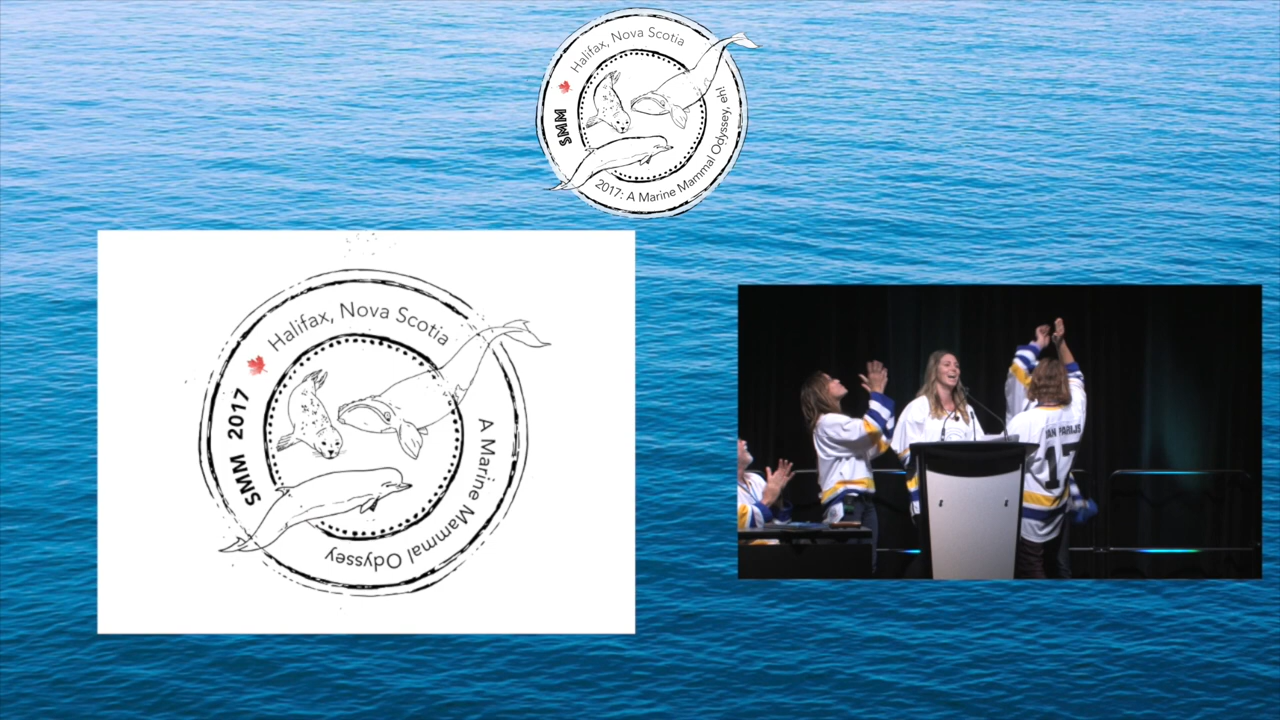 Halifax, Nova Scotia
SMM
2017: A Marine Mammal Odyssey, eh!
Halifax, Nova Scotia
SMM 2017
A Marine Mammal Odyssey
17